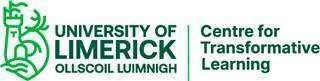 UNIVERSITY OF
LIMERICK
OLLSCOIL LUIMNIGH
Centre for
Transformative
Learning